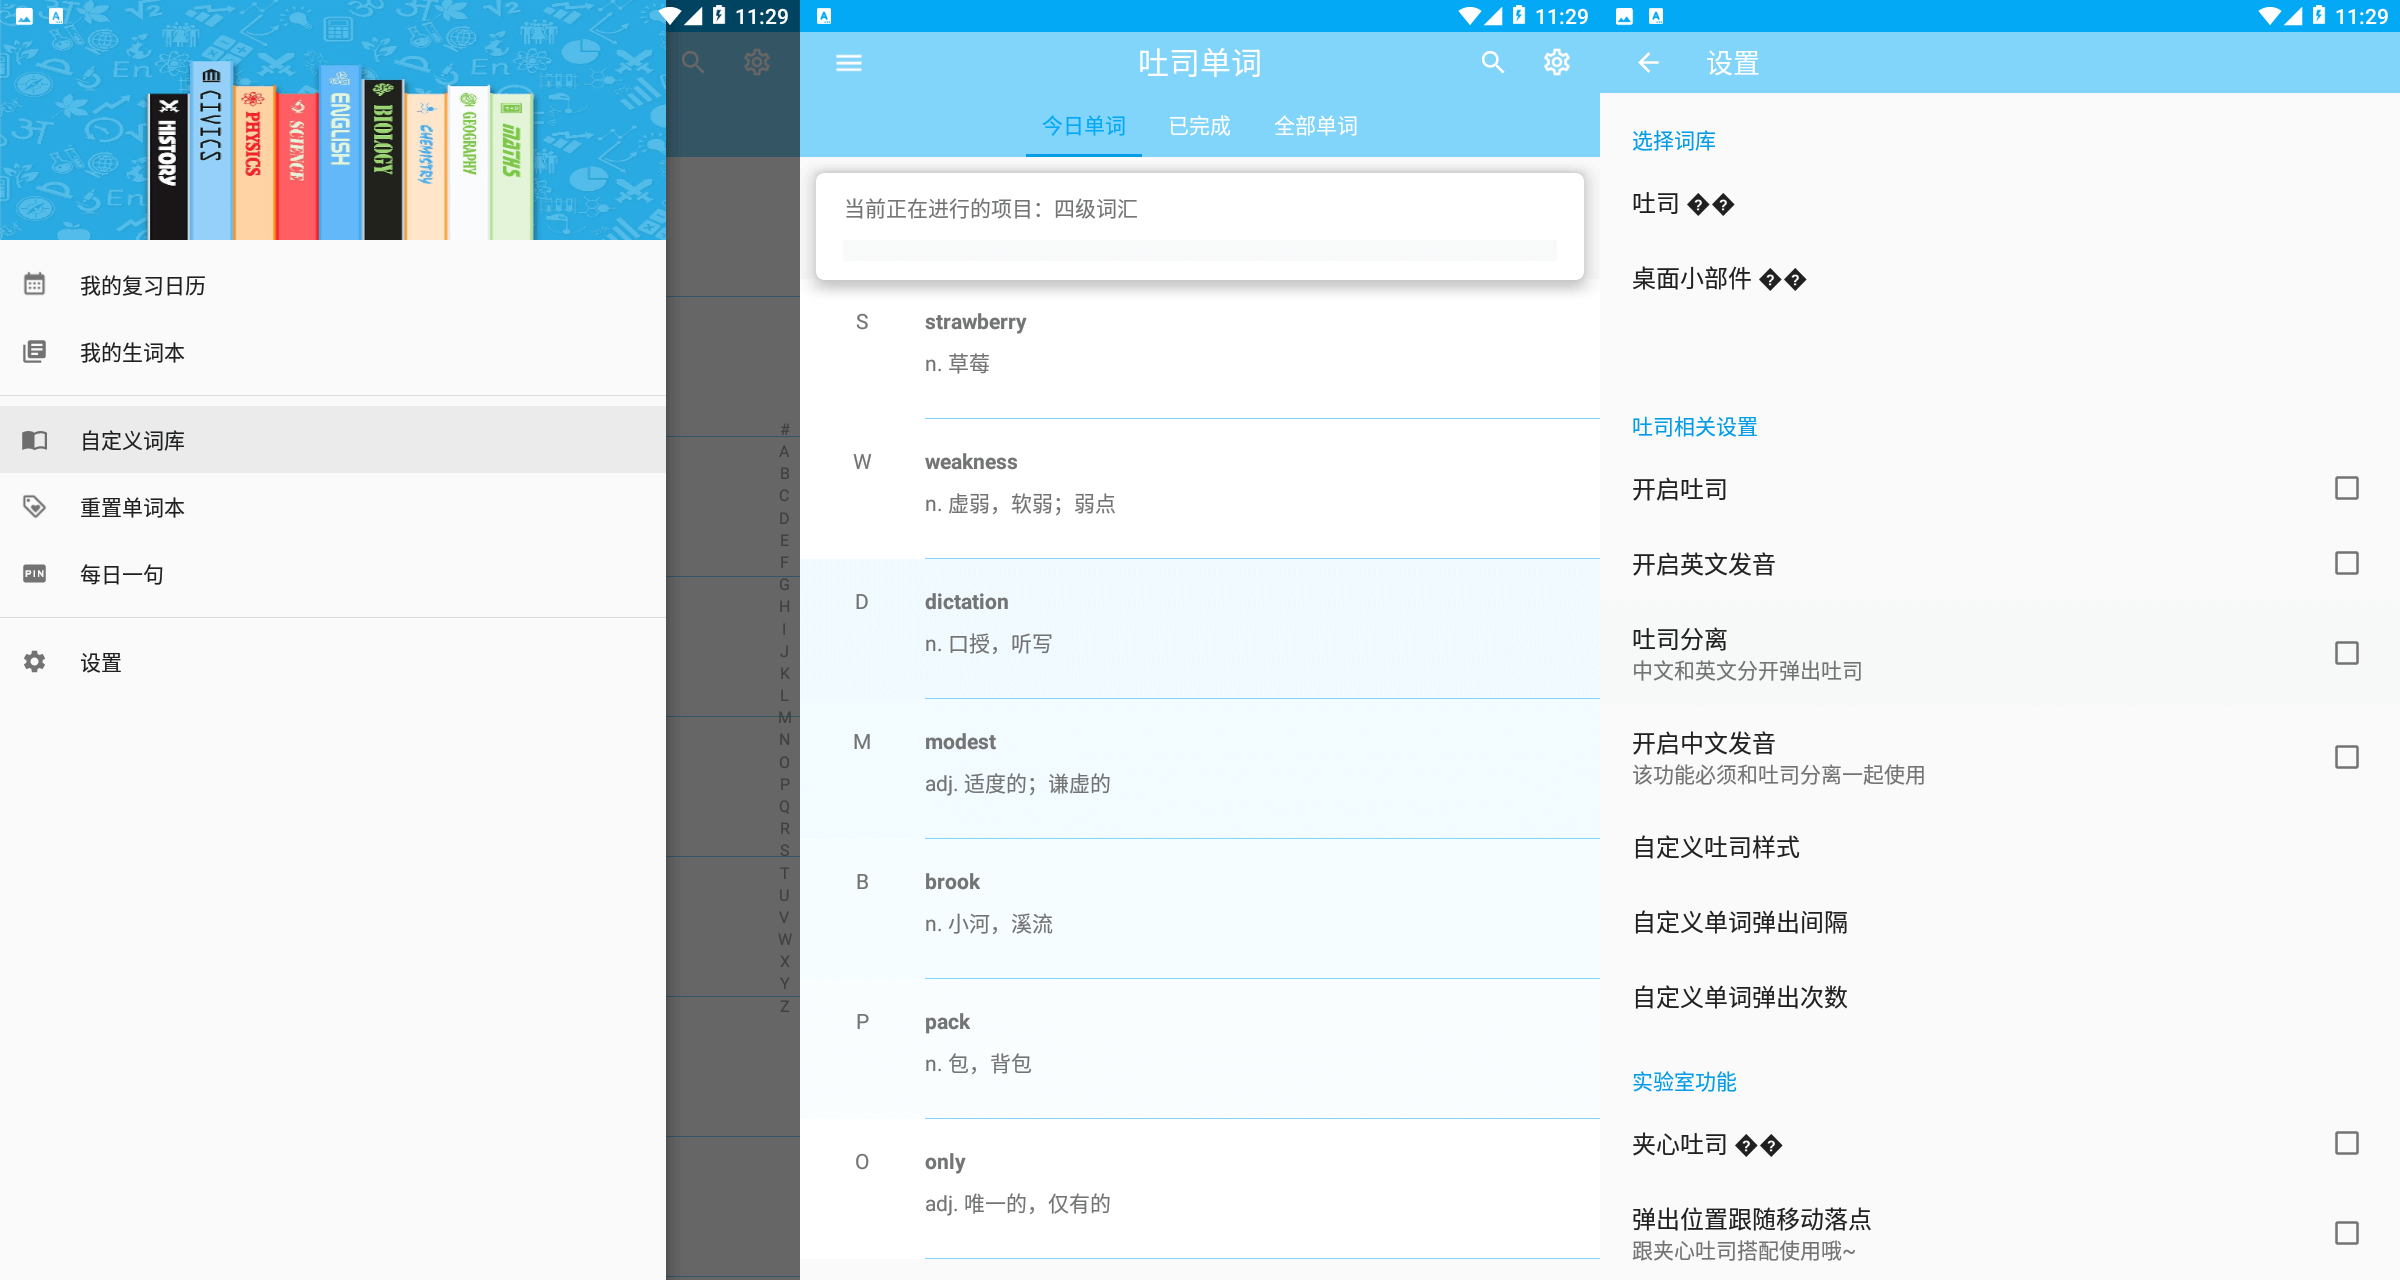 11:29
HISTORY
CIVICS
PHYSICS
SCIENCE
ENGLISH
BIOLOGY
CHEMISTRY
GEOGRAPHY
MATHS
我的复习日历
我的生词本
自定义词库
重置单词本
PIN
每日一句
设置
#
A
B
C
D
E
F
G
H
I
J
K
L
M
N
O
P
Q
R
S
T
U
V
W
X
Y
Z
11:29
吐司单词
今日单词 已完成 全部单词
当前正在进行的项目：四级词汇
S strawberry
n. 草莓
W weakness
n. 虚弱，软弱；弱点
D dictation
n. 口授，听写
M modest
adj. 适度的；谦虚的
B brook
n. 小河，溪流
P pack
n. 包，背包
O only
adj. 唯一的，仅有的
11:29
设置
选择词库
吐司 ��
桌面小部件 ��
吐司相关设置
开启吐司
开启英文发音
吐司分离
中文和英文分开弹出吐司
开启中文发音
该功能必须和吐司分离一起使用
自定义吐司样式
自定义单词弹出间隔
自定义单词弹出次数
实验室功能
夹心吐司 ��
弹出位置跟随移动落点
跟夹心吐司搭配使用哦~